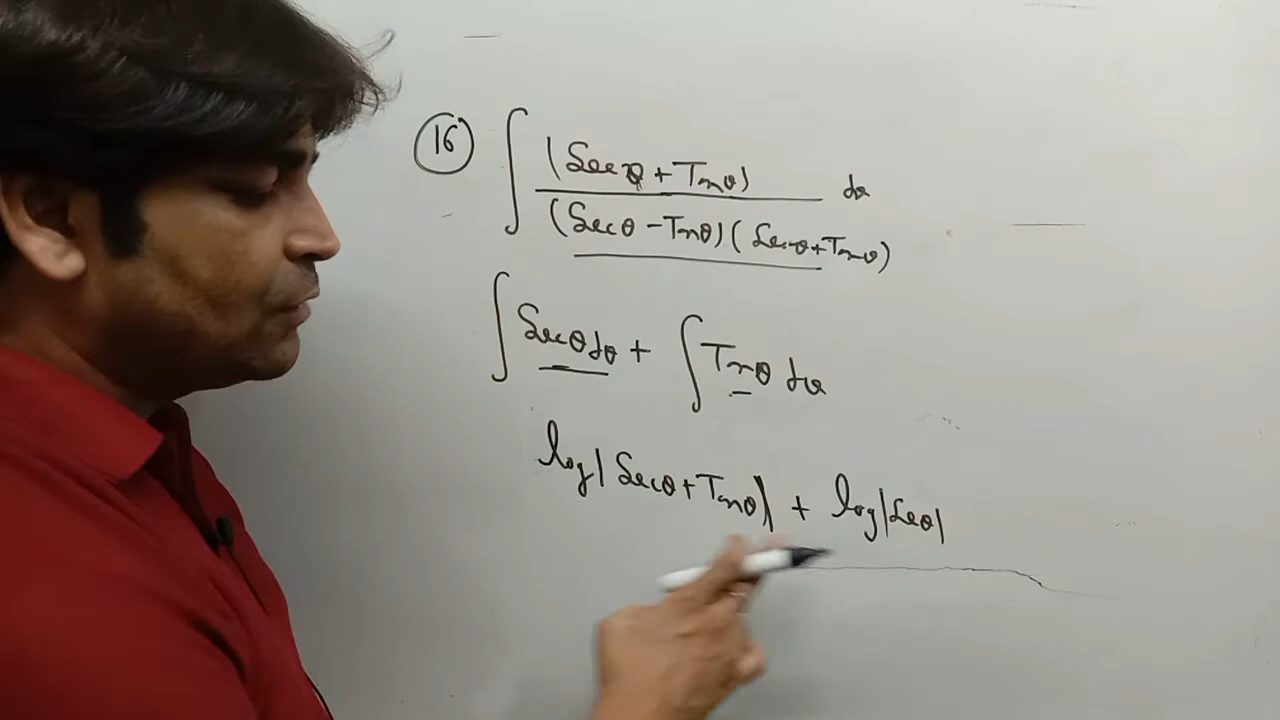 16 ∫ (Secθ + Tanθ) dθ
(Secθ - Tanθ)(Secθ + Tanθ)
∫ Secθ dθ + ∫ Tanθ dθ
log|Secθ + Tanθ| + log|Secθ|